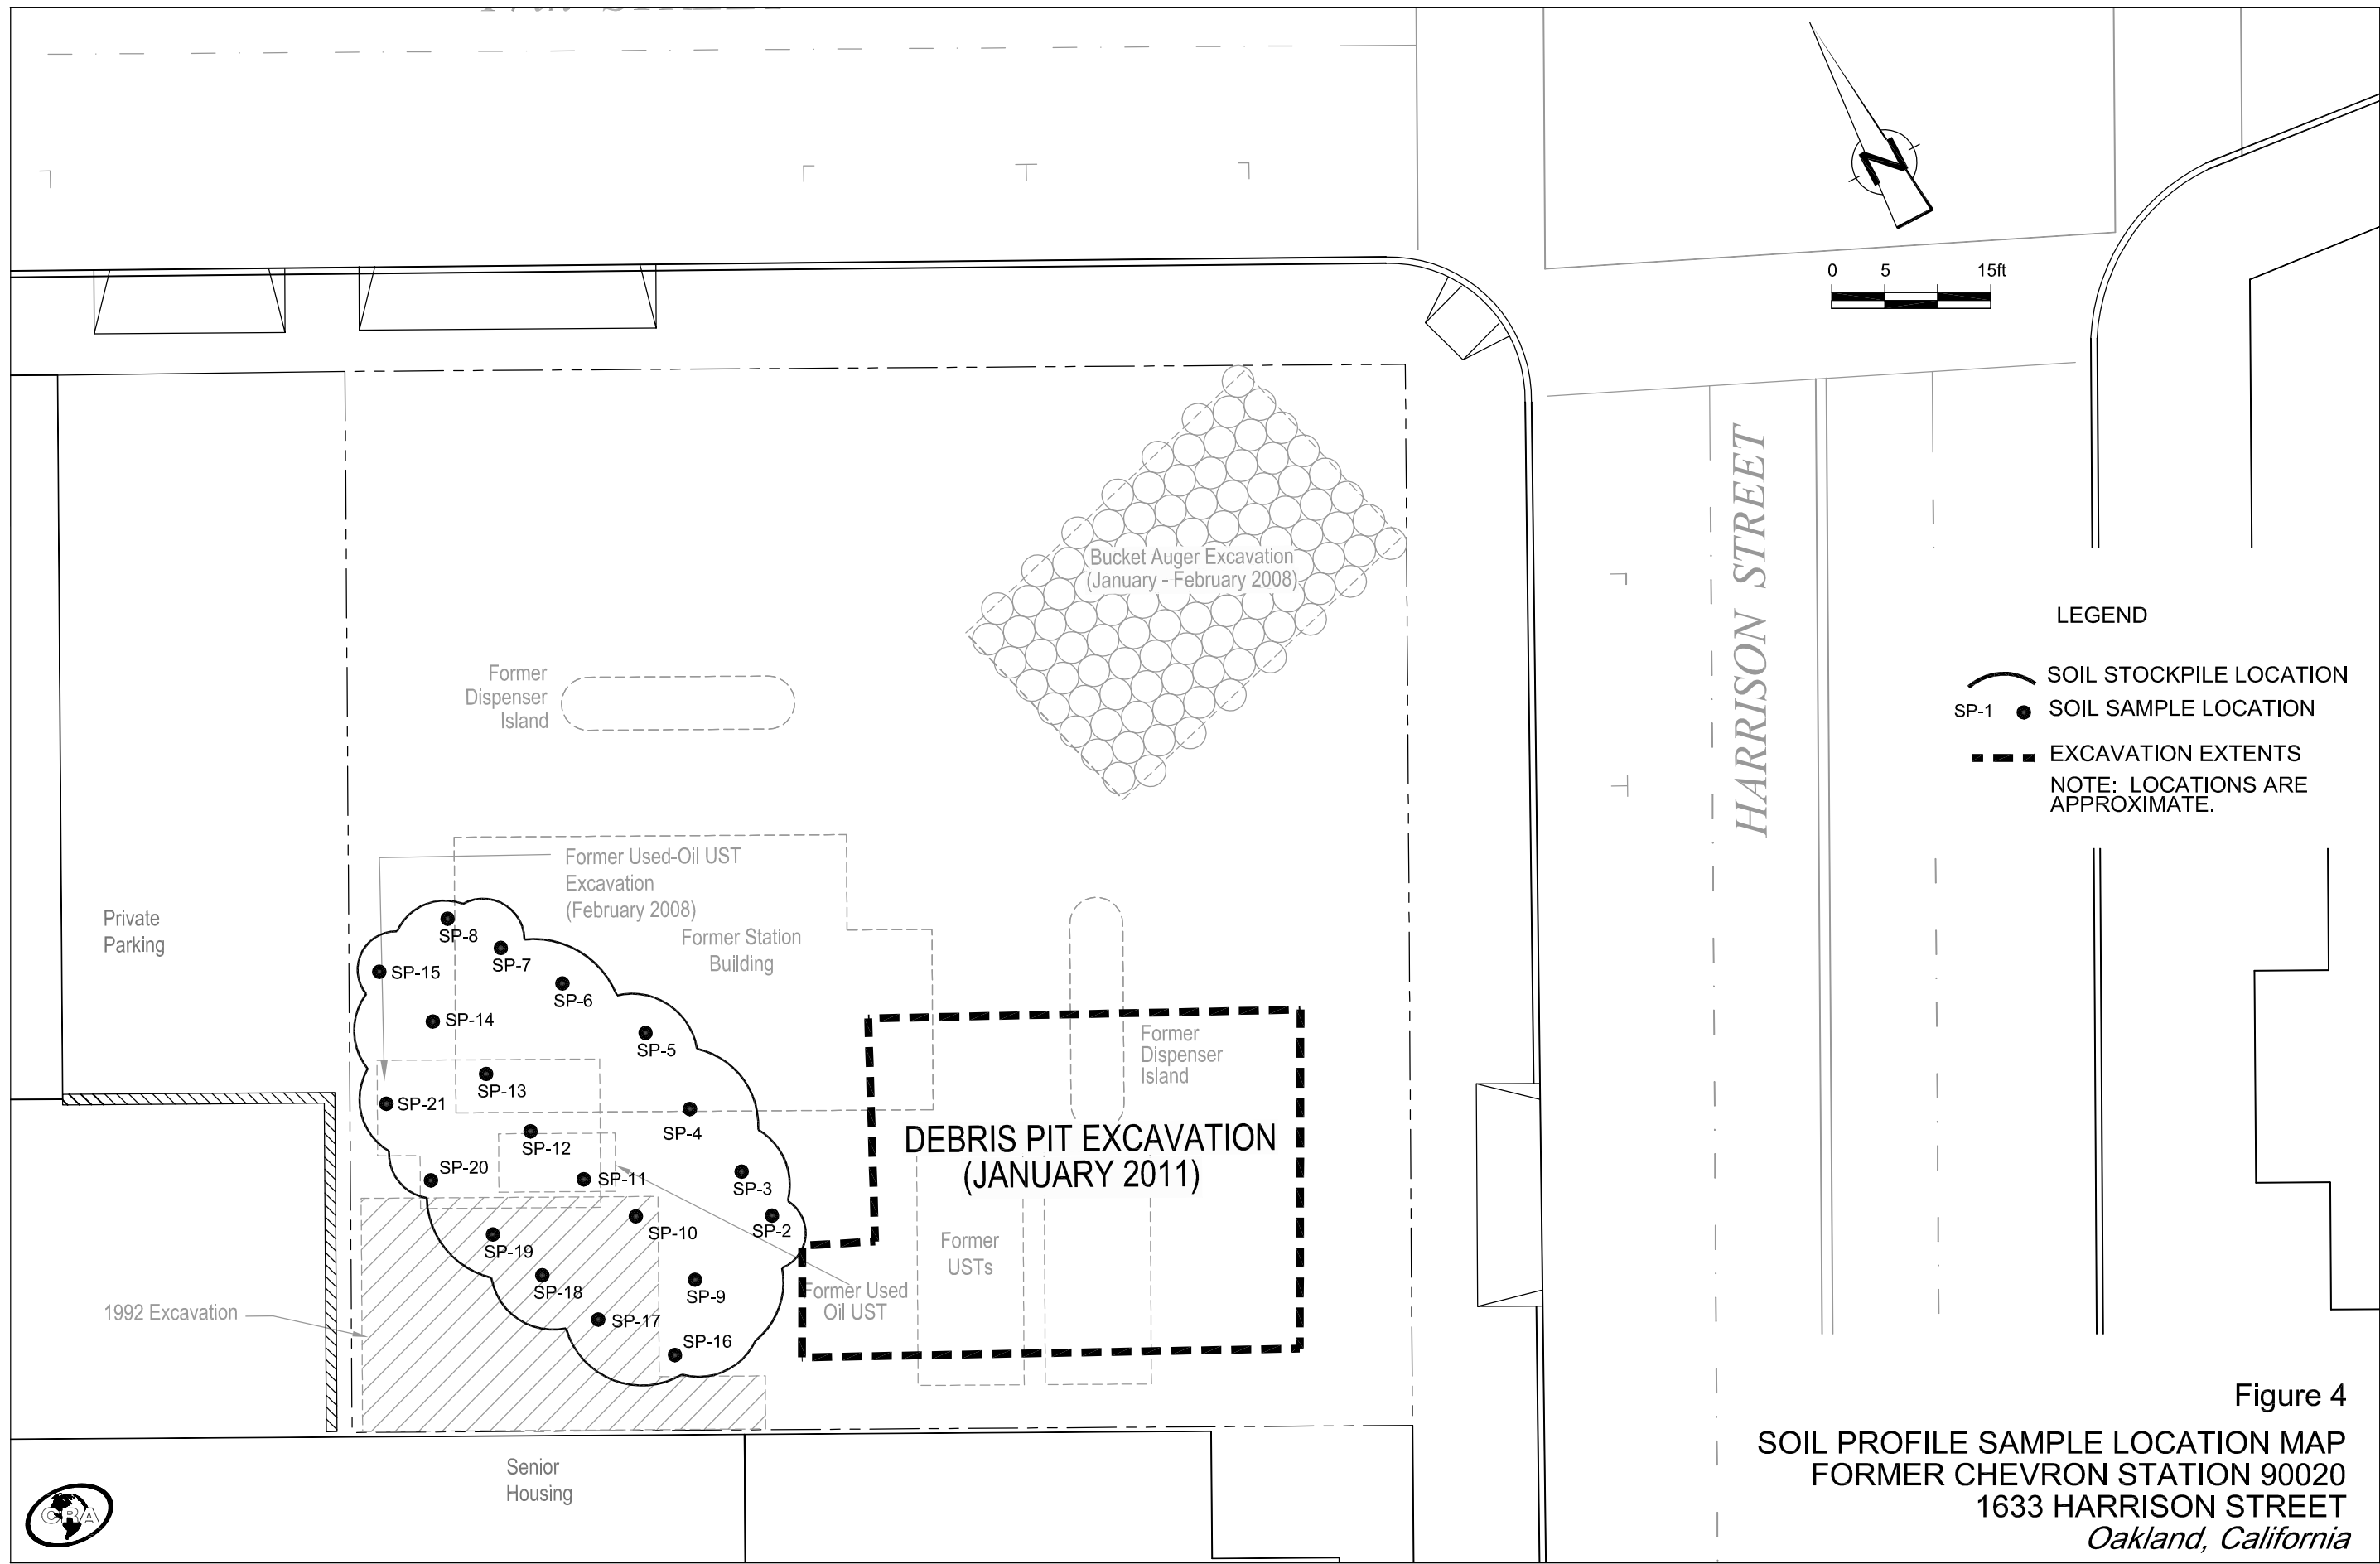 N
0 5 15ft
HARRISON STREET
Bucket Auger Excavation
(January - February 2008)
LEGEND
SOIL STOCKPILE LOCATION
SP-1 SOIL SAMPLE LOCATION
EXCAVATION EXTENTS
NOTE: LOCATIONS ARE
APPROXIMATE.
Former
Dispenser
Island
Former Used-Oil UST
Excavation
(February 2008)
Private
Parking
Former Station
Building
SP-8
SP-7
SP-15
SP-6
SP-14
SP-5
SP-13
SP-21
SP-4
SP-12
SP-20
SP-11
SP-3
SP-2
SP-10
SP-19
SP-18
SP-9
SP-17
SP-16
Former
Dispenser
Island
DEBRIS PIT EXCAVATION
(JANUARY 2011)
Former
USTs
Former Used
Oil UST
1992 Excavation
Senior
Housing
CRA
Figure 4
SOIL PROFILE SAMPLE LOCATION MAP
FORMER CHEVRON STATION 90020
1633 HARRISON STREET
Oakland, California